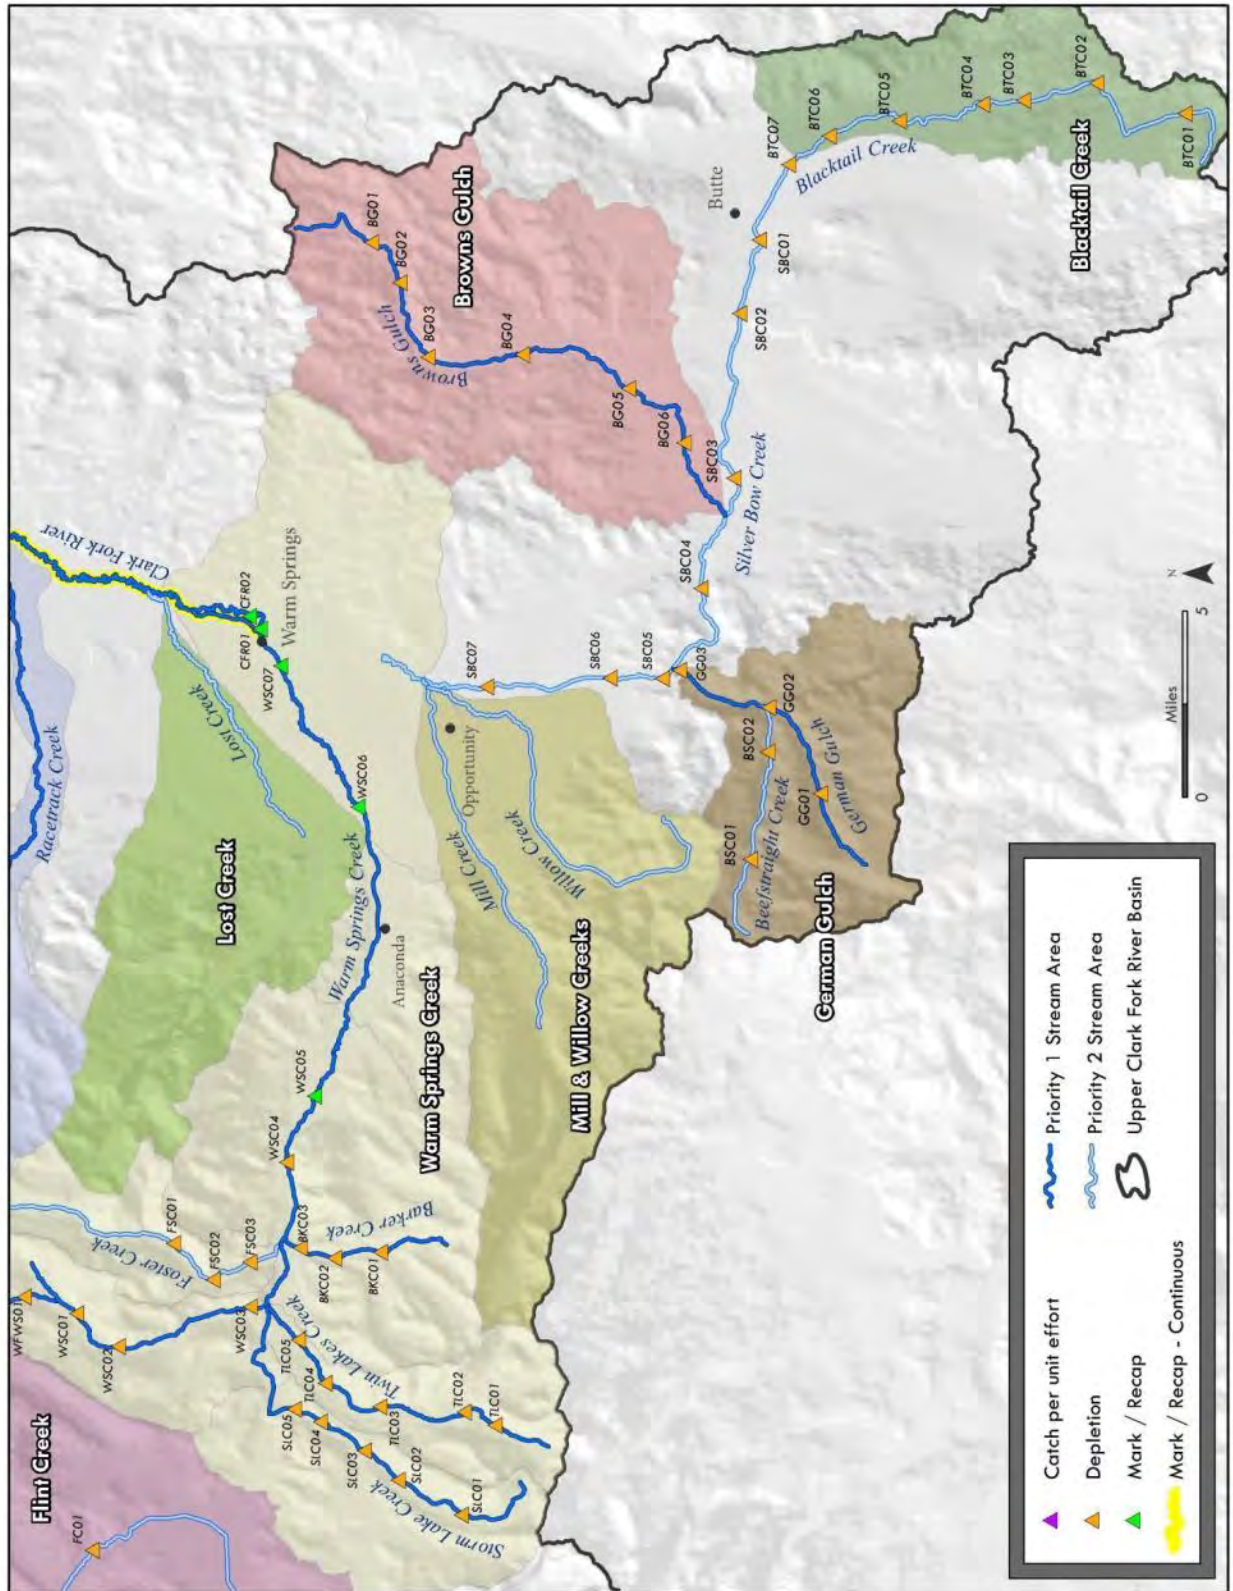 Flint Creek
FC01
Racetrack Creek
Clark Fork River
WFWS01
WSC01
WSC02
WSC03
Foster Creek
FSC01
FSC02
FSC03
Lost Creek
Lost Creek
CFR01
CFR02
Warm Springs
WSC07
WSC06
WSC05
WSC04
Warm Springs Creek
Anaconda
Warm Springs Creek
BKC03
BKC02
BKC01
Barker Creek
TLC05
TLC04
TLC03
TLC02
TLC01
Twin Lakes Creek
SLC05
SLC04
SLC03
SLC02
SLC01
Storm Lake Creek
BG01
BG02
BG03
BG04
BG05
BG06
Browns Gulch
Browns Gulch
Opportunity
Mill Creek
Willow Creek
Mill & Willow Creeks
SBC07
SBC06
SBC05
SBC04
SBC03
SBC02
SBC01
Silver Bow Creek
Butte
GG03
GG02
GG01
German Gulch
BSC02
BSC01
Beefstraight Creek
German Gulch
BTC07
BTC06
BTC05
BTC04
BTC03
BTC02
BTC01
Blacktail Creek
Blacktail Creek
Catch per unit effort
Depletion
Mark / Recap
Mark / Recap - Continuous
Priority 1 Stream Area
Priority 2 Stream Area
Upper Clark Fork River Basin
0
5
Miles
N